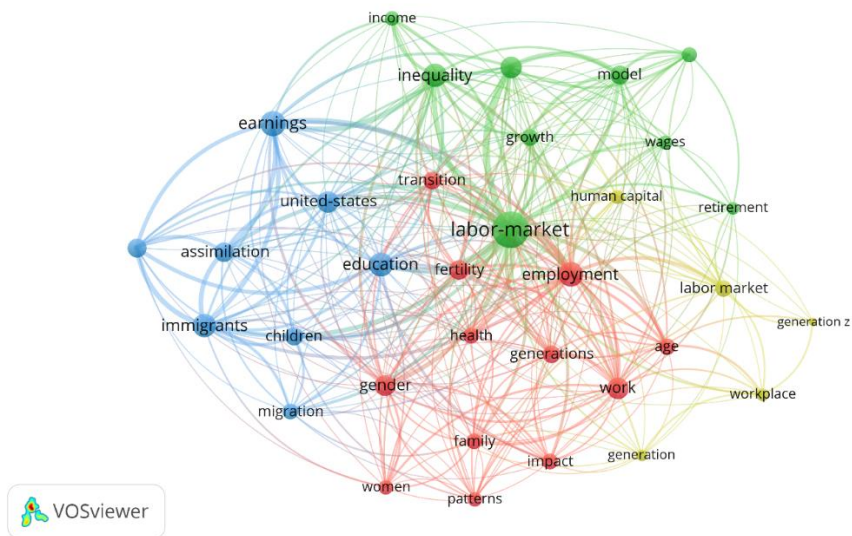 income
inequality
model
earnings
growth
wages
transition
human capital
united-states
retirement
labor-market
assimilation
education
fertility
employment
labor market
immigrants
children
health
generations
age
generation z
gender
work
workplace
migration
family
impact
generation
women
patterns
VOSviewer